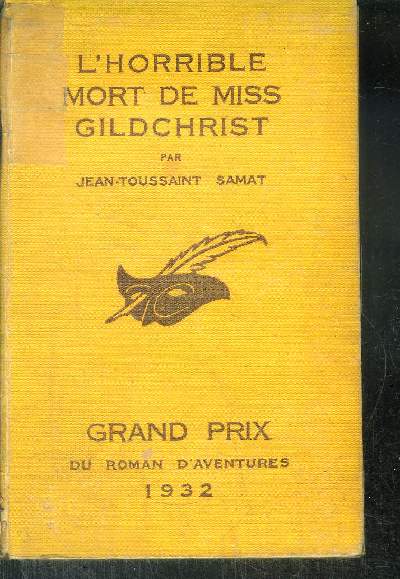 L'HORRIBLE
MORT DE MISS
GILDCHRIST
PAR
JEAN-TOUSSAINT SAMAT
GRAND PRIX
DU ROMAN D'AVENTURES
1932